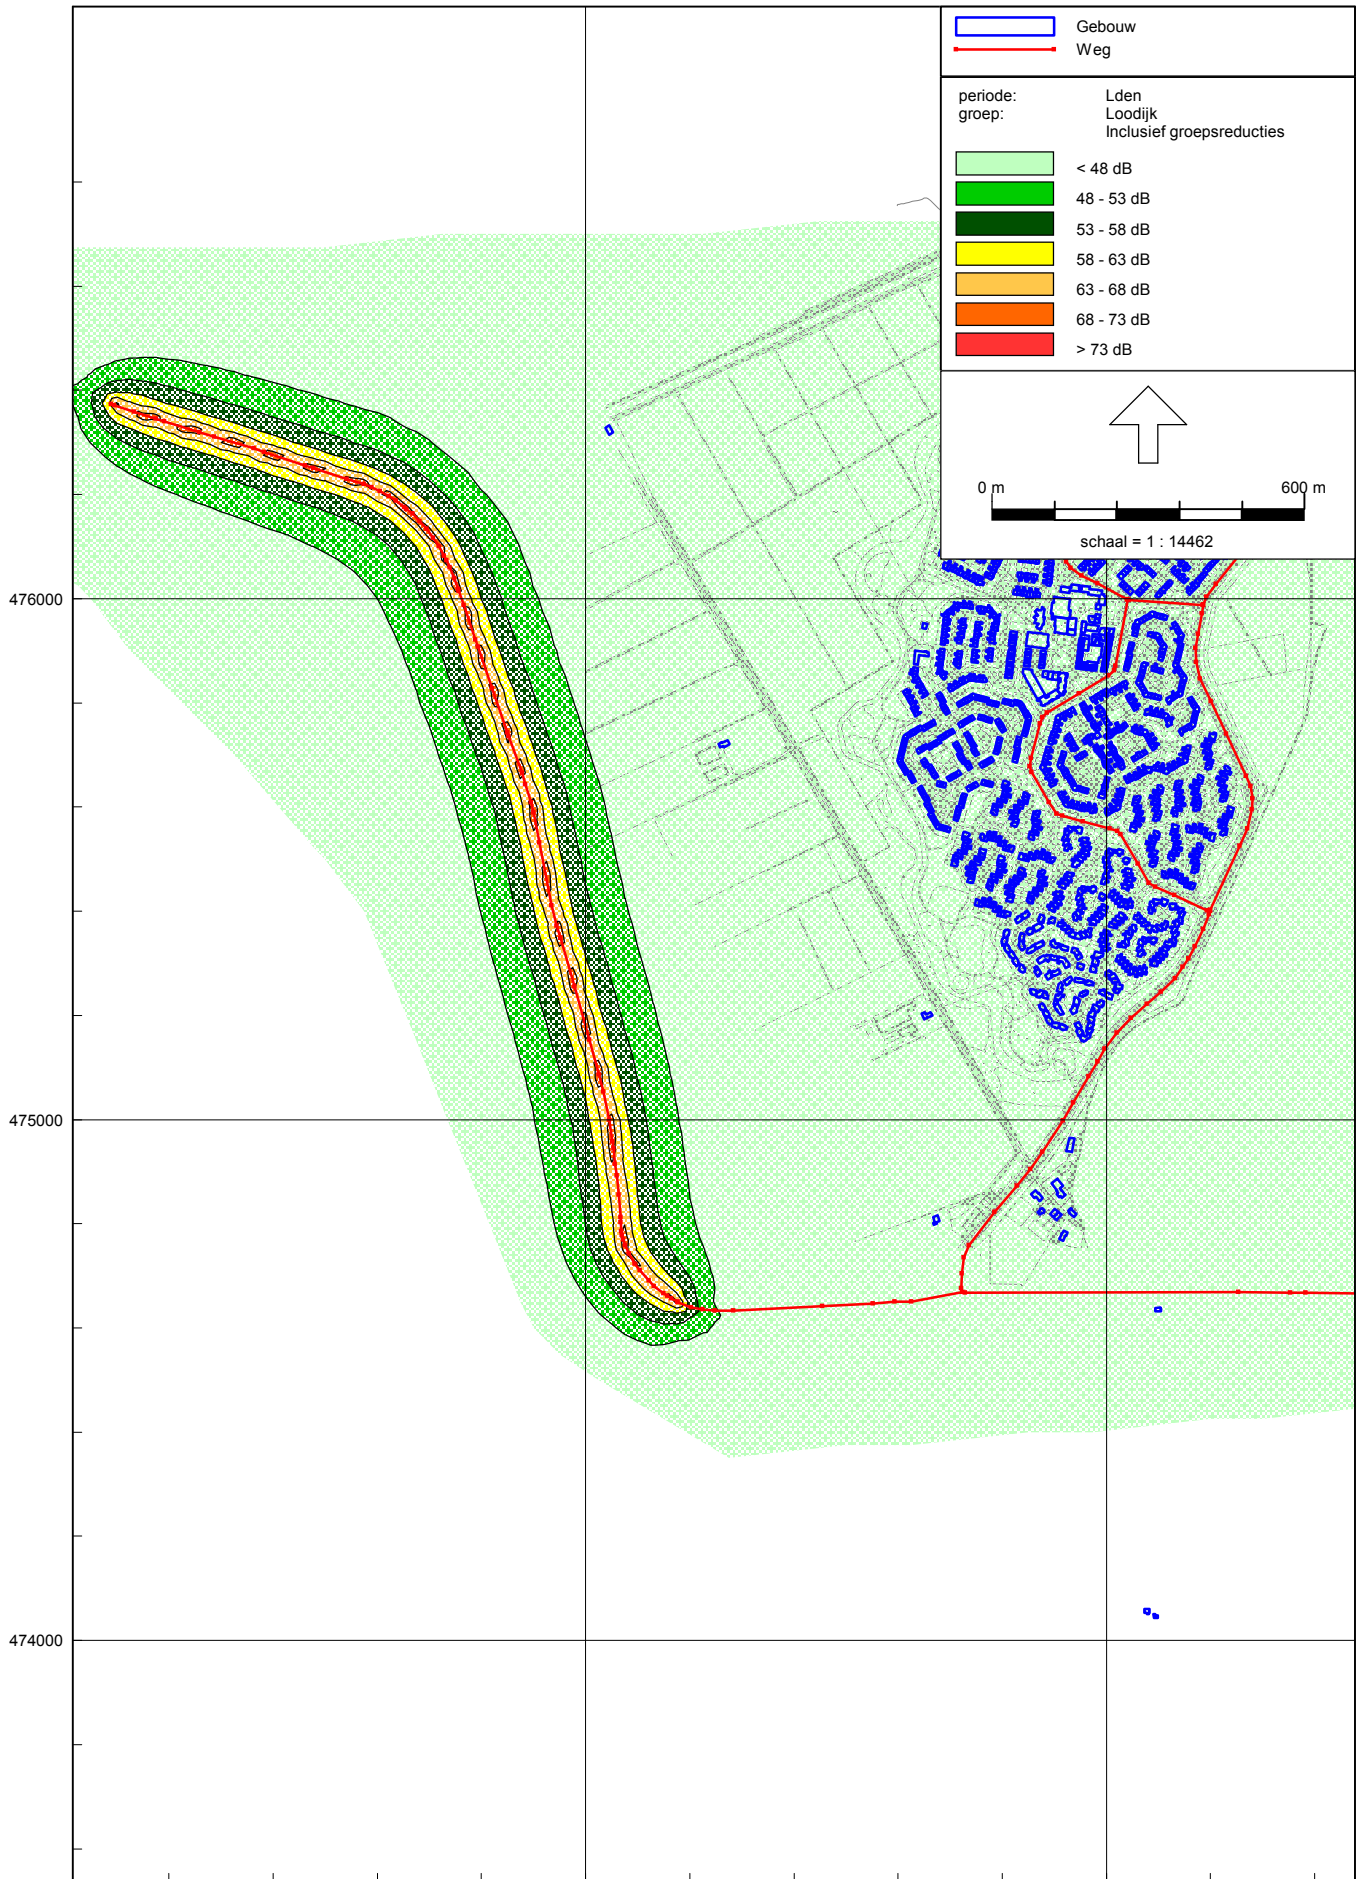 Gebouw
Weg
periode: Lden
groep: Loodijk
Inclusief groepsreducties
< 48 dB
48 - 53 dB
53 - 58 dB
58 - 63 dB
63 - 68 dB
68 - 73 dB
> 73 dB
0 m 600 m
schaal = 1 : 14462
476000
475000
474000